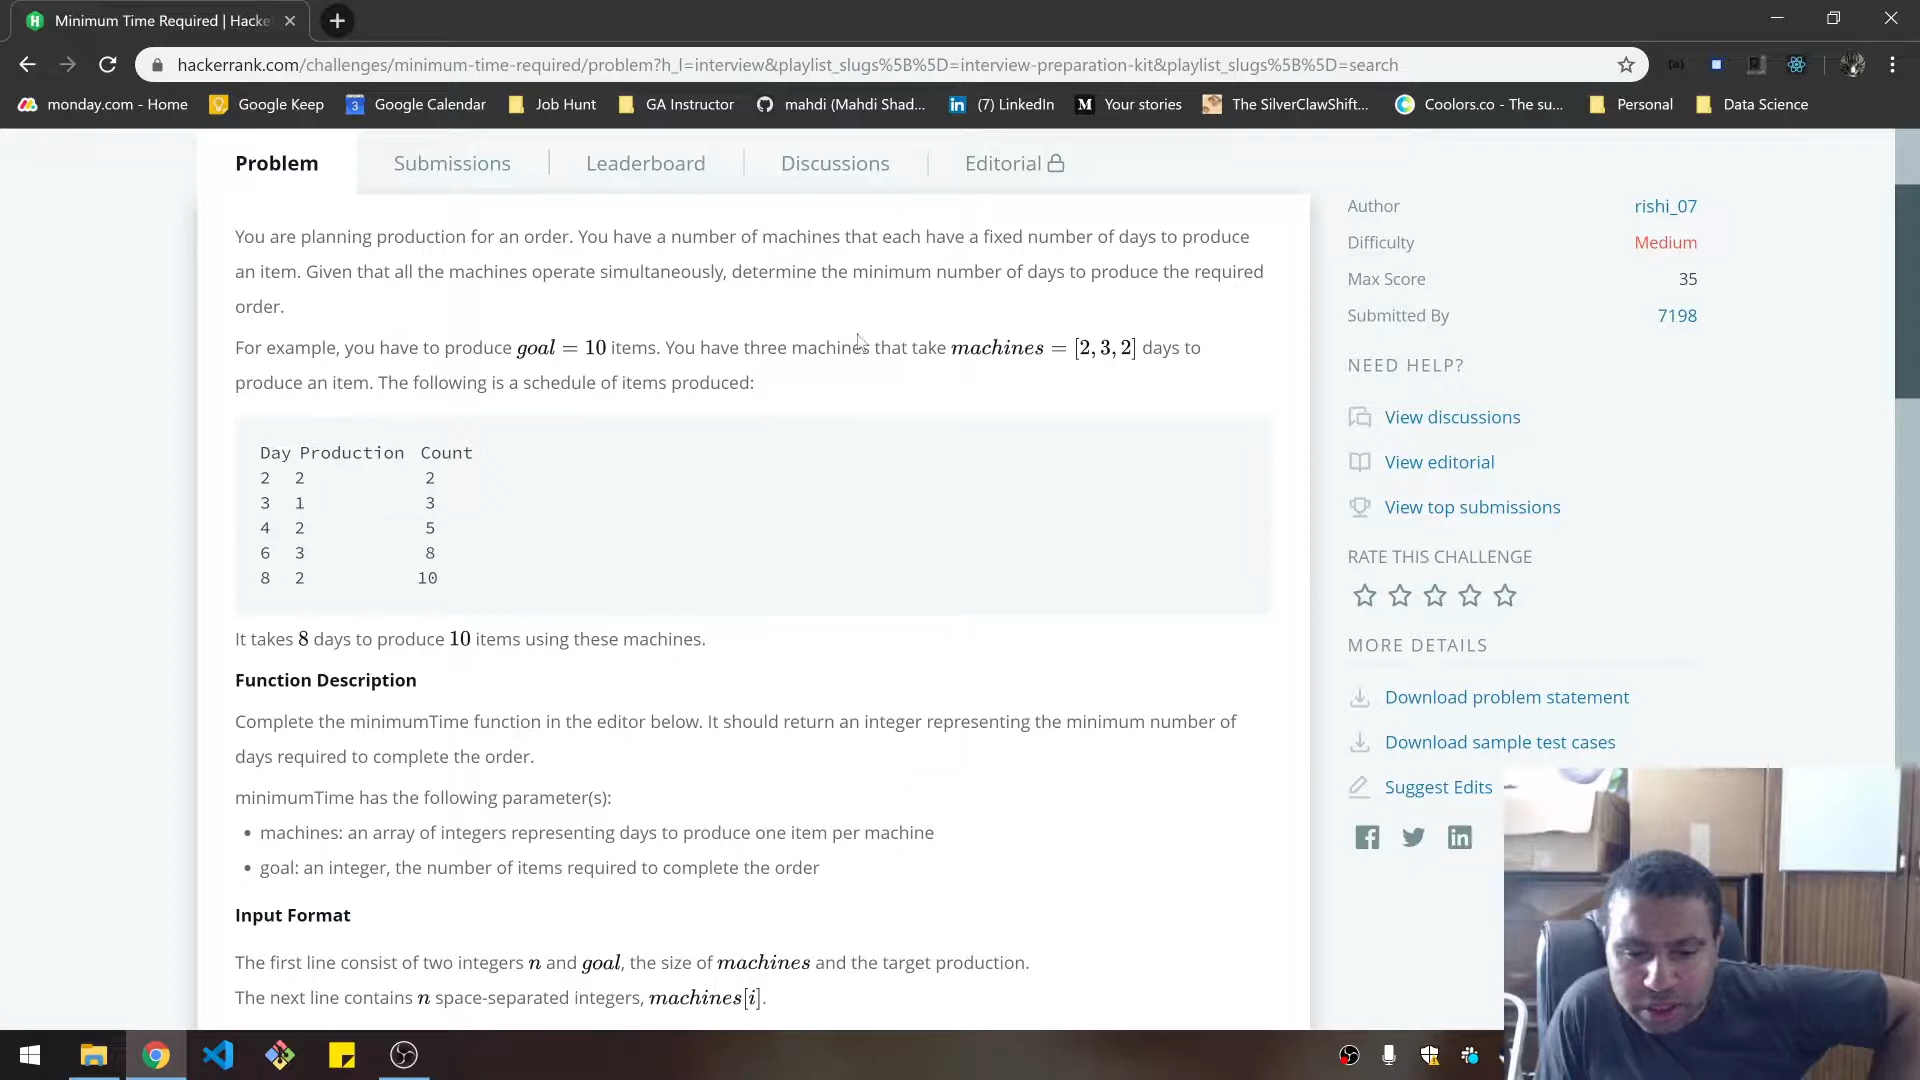 Minimum Time Required | Hacke
hackerrank.com/challenges/minimum-time-required/problem?h_l=interview&playlist_slugs%5B%5D=interview-preparation-kit&playlist_slugs%5B%5D=search
monday.com - Home Google Keep 3 Google Calendar Job Hunt GA Instructor mahdi (Mahdi Shad... in (7) LinkedIn M Your stories The SilverClawShift... Coolors.co - The su... Personal Data Science
Problem Submissions Leaderboard Discussions Editorial
You are planning production for an order. You have a number of machines that each have a fixed number of days to produce
an item. Given that all the machines operate simultaneously, determine the minimum number of days to produce the required
order.
For example, you have to produce goal = 10 items. You have three machines that take machines = [2, 3, 2] days to
produce an item. The following is a schedule of items produced:
Day Production Count
2 2 2
3 1 3
4 2 5
6 3 8
8 2 10
It takes 8 days to produce 10 items using these machines.
Function Description
Complete the minimumTime function in the editor below. It should return an integer representing the minimum number of
days required to complete the order.
minimumTime has the following parameter(s):
• machines: an array of integers representing days to produce one item per machine
• goal: an integer, the number of items required to complete the order
Input Format
The first line consist of two integers n and goal, the size of machines and the target production.
The next line contains n space-separated integers, machines[i].
Author rishi_07
Difficulty Medium
Max Score 35
Submitted By 7198
NEED HELP?
View discussions
View editorial
View top submissions
RATE THIS CHALLENGE
MORE DETAILS
Download problem statement
Download sample test cases
Suggest Edits